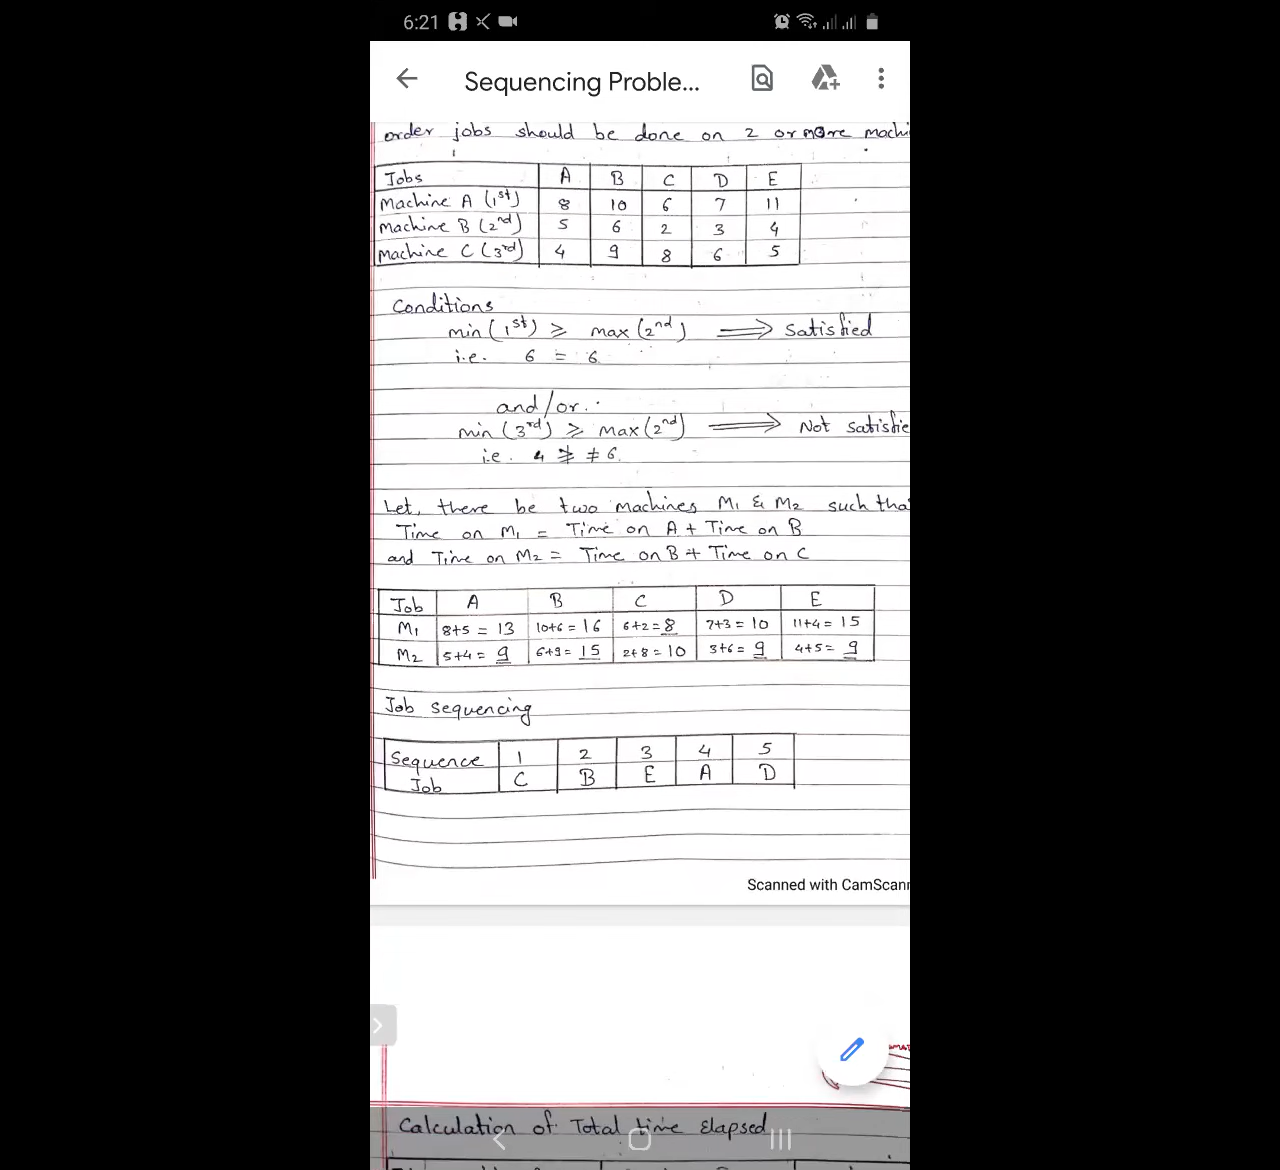 6:21
Sequencing Proble...
order jobs should be done on 2 or more machi
Jobs A B C D E
Machine A (1st) 8 10 6 7 11
Machine B (2nd) 5 6 2 3 4
Machine C (3rd) 4 9 8 6 5
Conditions
min (1st) ⩾ max (2nd) ⟹ Satisfied
i.e. 6 = 6
and/or.
min (3rd) ⩾ max (2nd) ⟹ Not Satisfie
i.e. 4 ≱ ≠ 6.
Let, there be two machines M1 & M2 such tha
Time on M1 = Time on A + Time on B
and Time on M2 = Time on B + Time on C
Job A B C D E
M1 8+5 = 13 10+6 = 16 6+2 = 8 7+3 = 10 11+4 = 15
M2 5+4 = 9 6+9 = 15 2+8 = 10 3+6 = 9 4+5 = 9
Job sequencing
Sequence 1 2 3 4 5
Job C B E A D
Scanned with CamScann
Calculation of Total time Elapsed